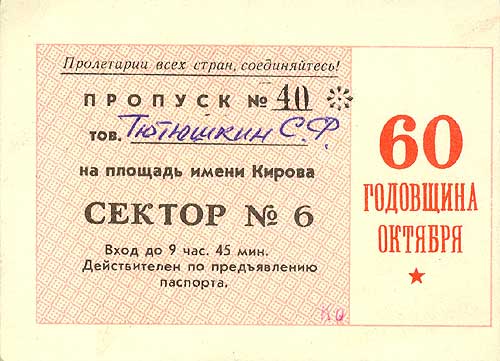 Пролетарии всех стран, соединяйтесь!
ПРОПУСК № 40
тов. Тютюшкин С.Ф.
на площадь имени Кирова
СЕКТОР № 6
Вход до 9 час. 45 мин.
Действителен по предъявлению
паспорта.
60
ГОДОВЩИНА
ОКТЯБРЯ
КО